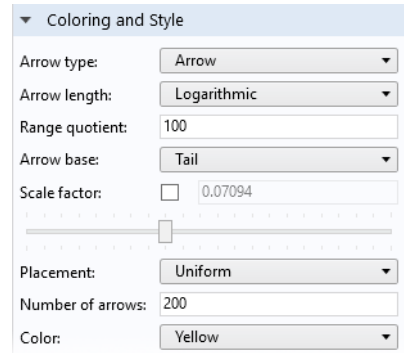 Coloring and Style
Arrow type: Arrow
Arrow length: Logarithmic
Range quotient: 100
Arrow base: Tail
Scale factor: 0.07094
Placement: Uniform
Number of arrows: 200
Color: Yellow